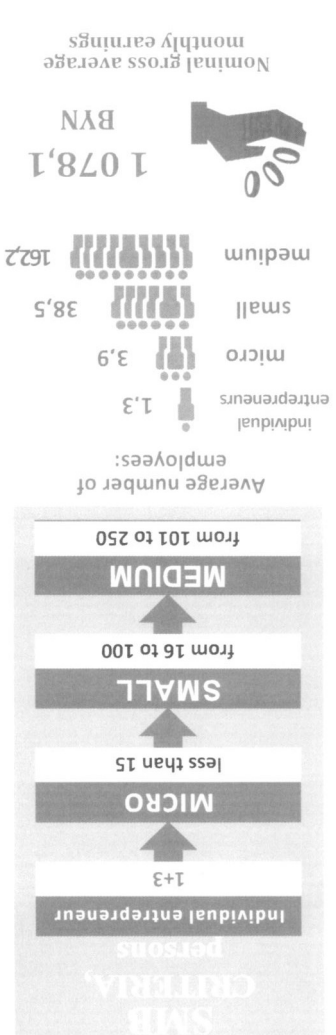 SMB
CRITERIA,
persons
Individual entrepreneur
1+3
MICRO
less than 15
SMALL
from 16 to 100
MEDIUM
from 101 to 250
Average number of
employees:
individual
entrepreneurs
1,3
micro
3,9
small
38,5
medium
162,2
1 078,1
BYN
Nominal gross average
monthly earnings